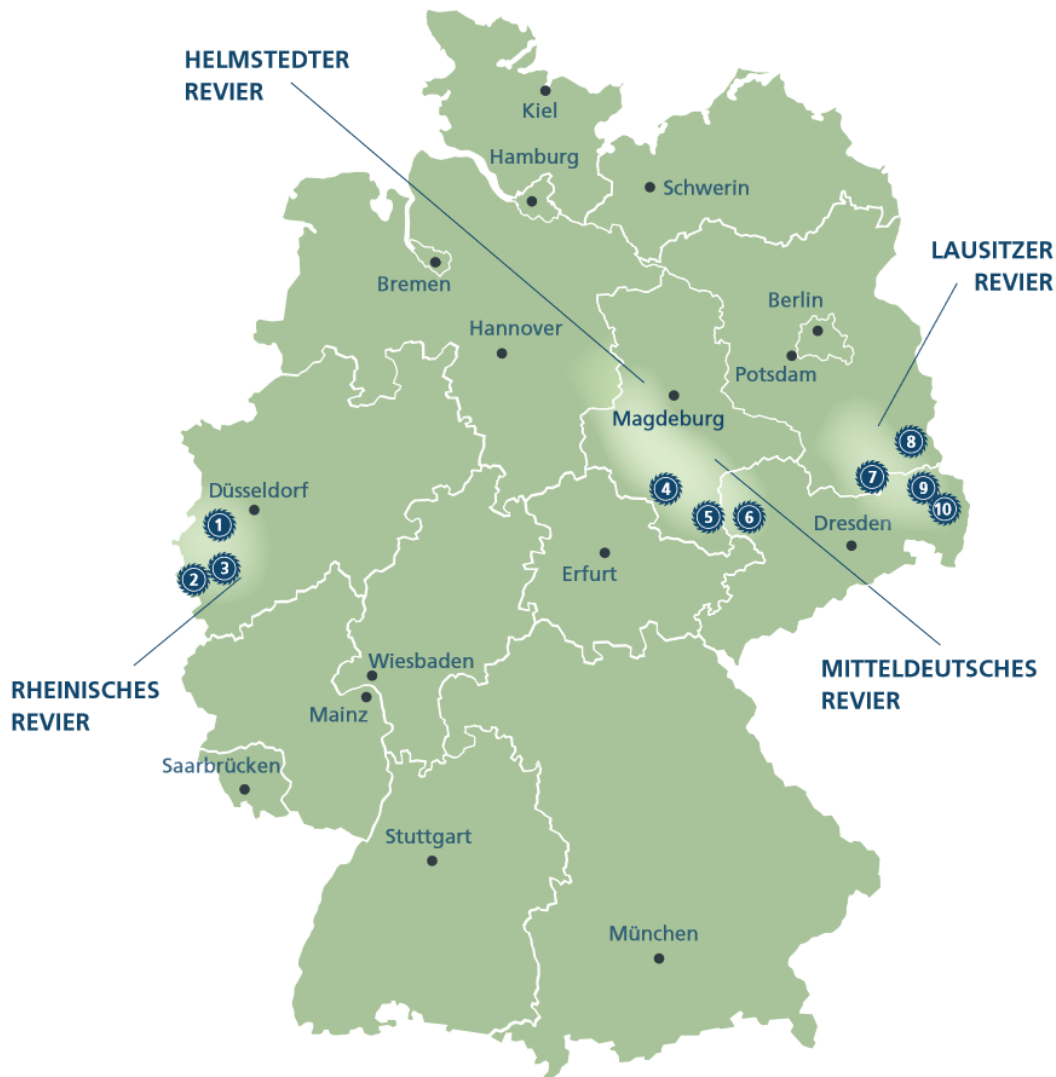 HELMSTEDTER
REVIER
Kiel
Hamburg
Schwerin
LAUSITZER
REVIER
Bremen
Berlin
Hannover
Potsdam
Magdeburg
8
7
9
4
Düsseldorf
10
1
5
6
Dresden
3
2
Erfurt
Wiesbaden
MITTELDEUTSCHES
REVIER
RHEINISCHES
REVIER
Mainz
Saarbrücken
Stuttgart
München